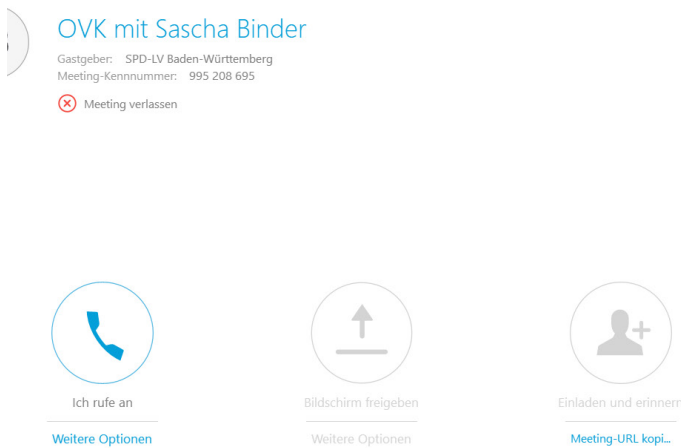 OVK mit Sascha Binder
Gastgeber: SPD-LV Baden-Württemberg
Meeting-Kennnummer: 995 208 695
Meeting verlassen
Ich rufe an
Bildschirm freigeben
Einladen und erinnern
Weitere Optionen
Weitere Optionen
Meeting-URL kopi...